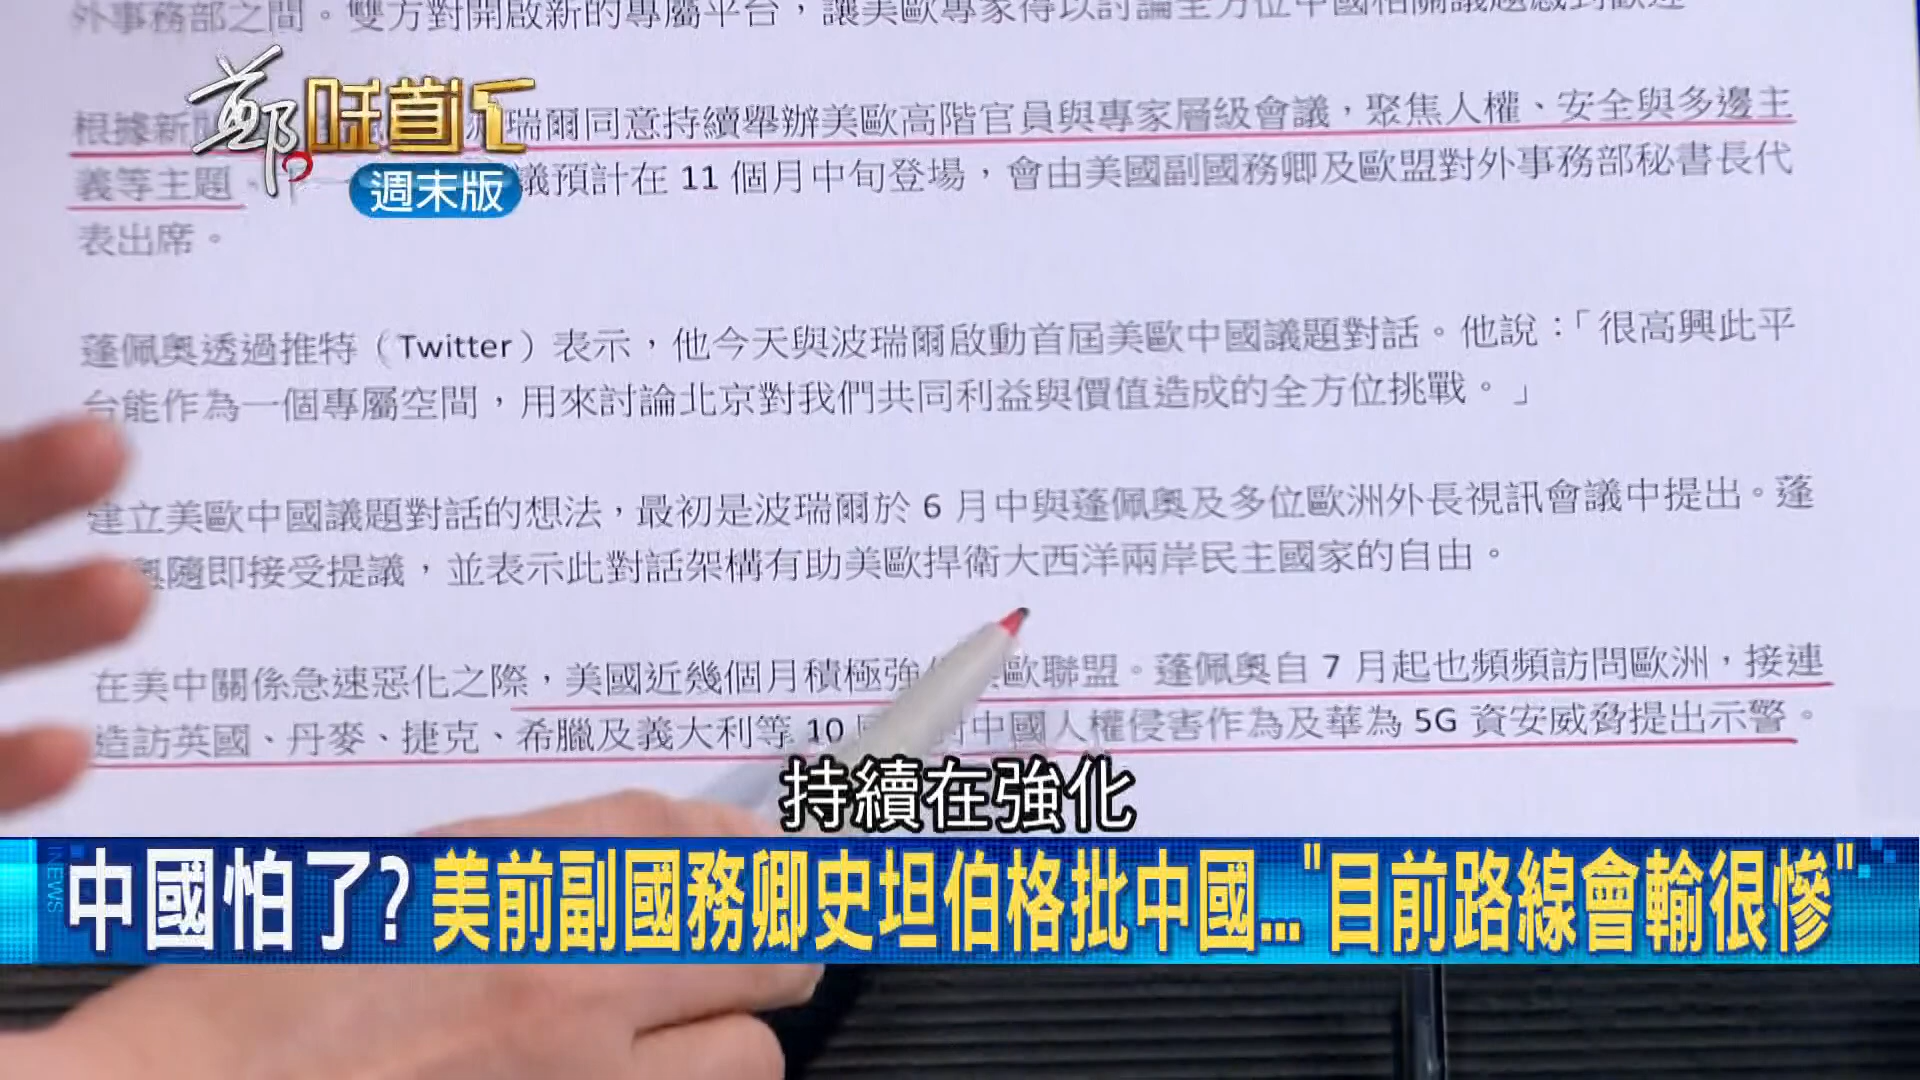 外事務部之間。雙方對開啟新的專屬平台，讓美歐專家得以討論全方位中國相關議題感到歡迎
根據新
瑞爾同意持續舉辦美歐高階官員與專家層級會議，聚焦人權、安全與多邊主
義等主題
議預計在 11 個月中旬登場，會由美國副國務卿及歐盟對外事務部秘書長代
表出席。
鄭
週末版
蓬佩奧透過推特（Twitter）表示，他今天與波瑞爾啟動首屆美歐中國議題對話。他說：「很高興此平
台能作為一個專屬空間，用來討論北京對我們共同利益與價值造成的全方位挑戰。」
建立美歐中國議題對話的想法，最初是波瑞爾於 6 月中與蓬佩奧及多位歐洲外長視訊會議中提出。蓬
奧隨即接受提議，並表示此對話架構有助美歐捍衛大西洋兩岸民主國家的自由。
在美中關係急速惡化之際，美國近幾個月積極強
歐聯盟。蓬佩奧自 7 月起也頻頻訪問歐洲，接連
造訪英國、丹麥、捷克、希臘及義大利等 10
中國人權侵害作為及華為 5G 資安威脅提出示警。
持續在強化
NEWS
中國怕了? 美前副國務卿史坦伯格批中國..."目前路線會輸很慘"